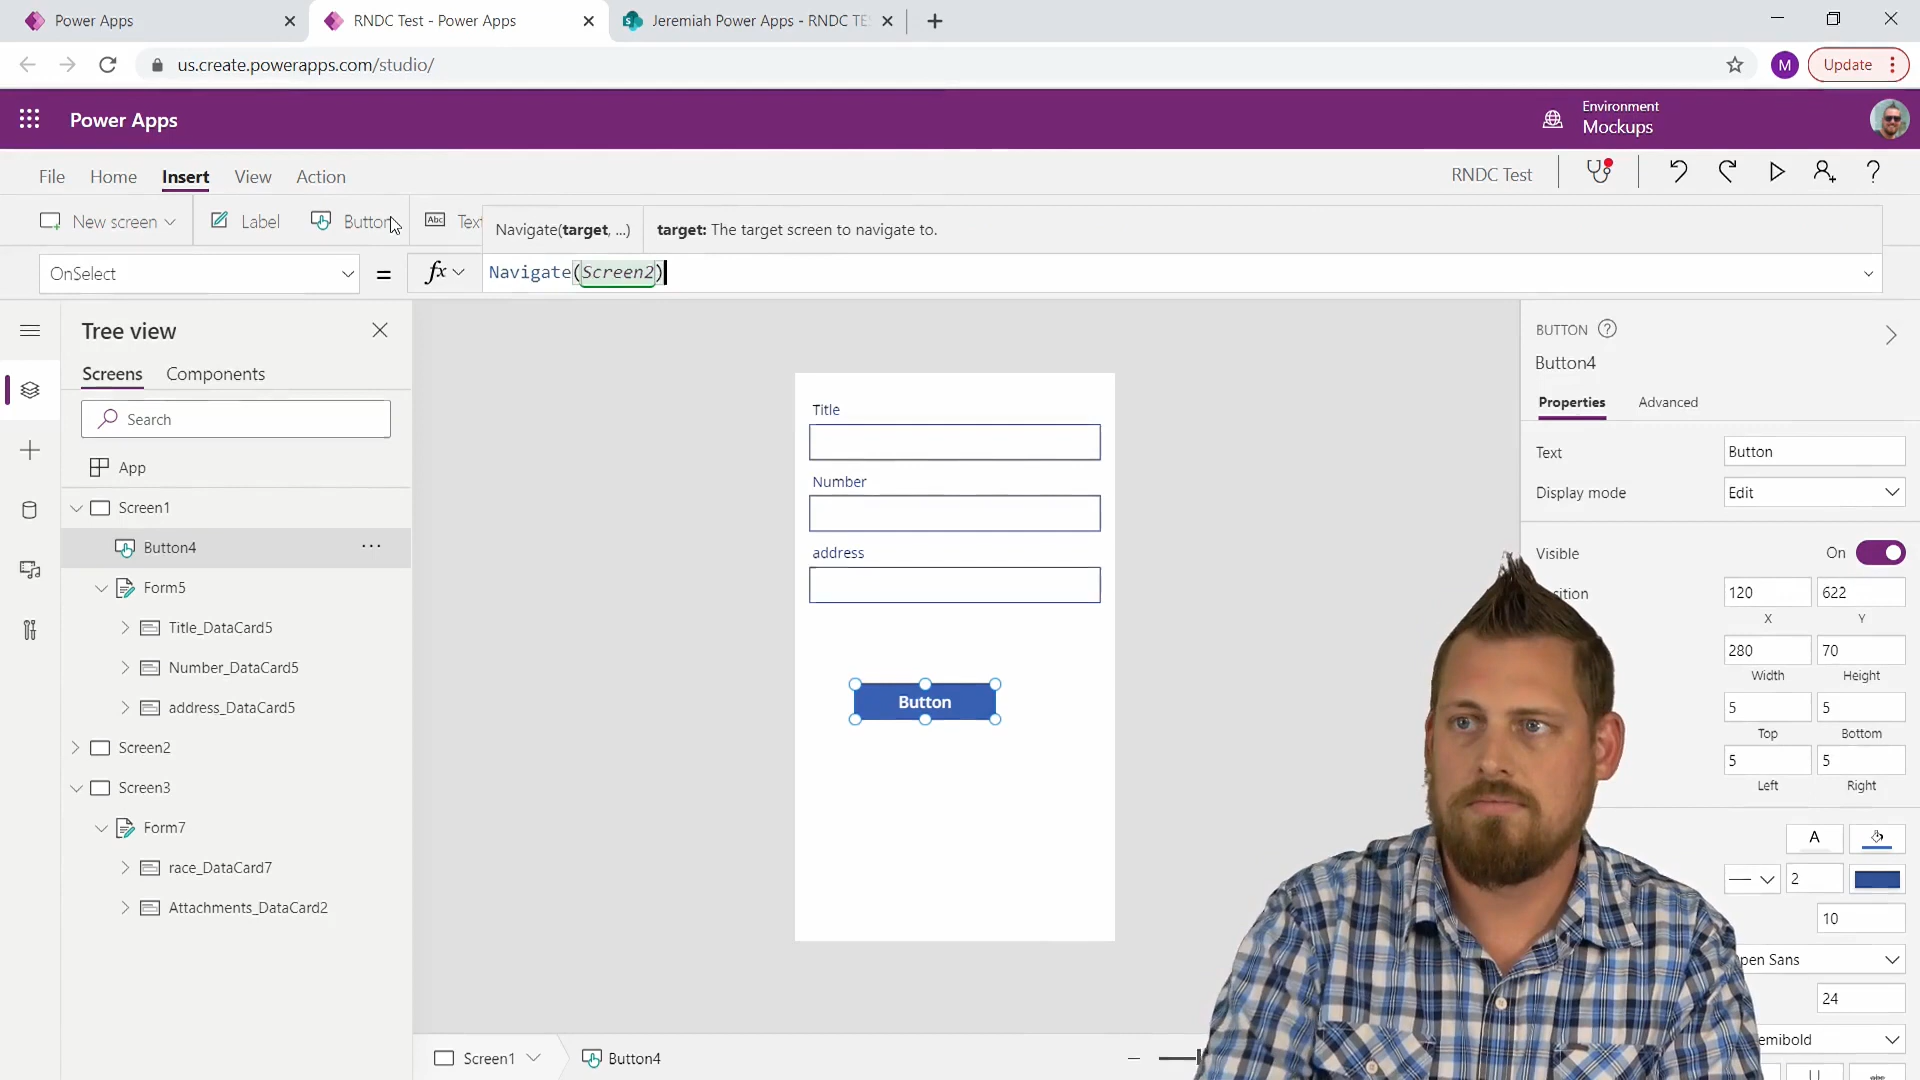 Power Apps
RNDC Test - Power Apps
Jeremiah Power Apps - RNDC TE
us.create.powerapps.com/studio/
M
Update
Power Apps
Environment
Mockups
File
Home
Insert
View
Action
RNDC Test
New screen
Label
Button
Abc
Navigate(target, ...)
target: The target screen to navigate to.
OnSelect
=
fx
Navigate(Screen2)
Tree view
Screens
Components
Search
App
Screen1
Button4
Form5
Title_DataCard5
Number_DataCard5
address_DataCard5
Screen2
Screen3
Form7
race_DataCard7
Attachments_DataCard2
Title
Number
address
Button
BUTTON
Button4
Properties
Advanced
Text
Button
Display mode
Edit
Visible
On
120
622
X
Y
280
70
Width
Height
5
5
Top
Bottom
5
5
Left
Right
A
2
10
Sans
24
Screen1
Button4